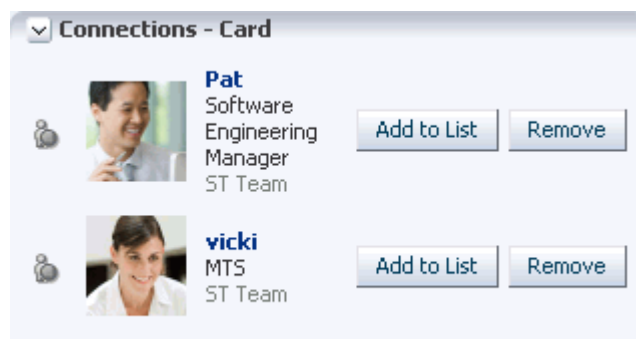 Connections - Card
Pat
Software
Engineering
Manager
ST Team
Add to List
Remove
vicki
MTS
ST Team
Add to List
Remove